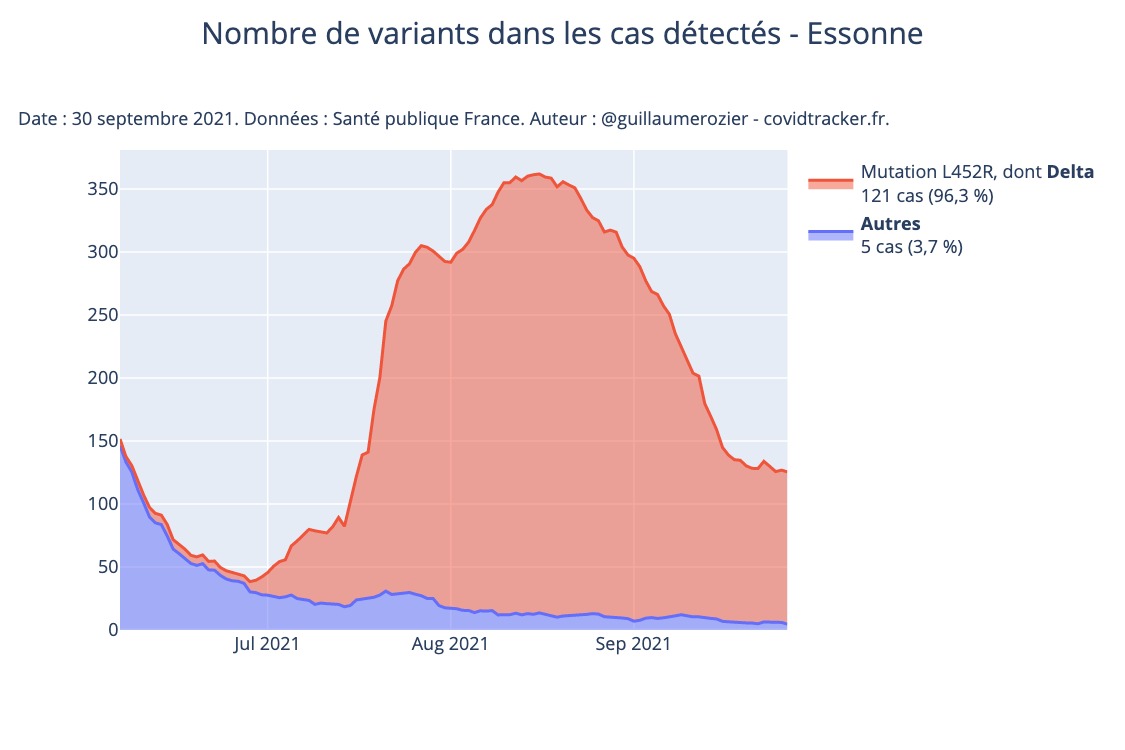 Nombre de variants dans les cas détectés - Essonne
Date : 30 septembre 2021. Données : Santé publique France. Auteur : @guillaumerozier - covidtracker.fr.
Mutation L452R, dont Delta
121 cas (96,3 %)
Autres
5 cas (3,7 %)
350
300
250
200
150
100
50
0
Jul 2021
Aug 2021
Sep 2021